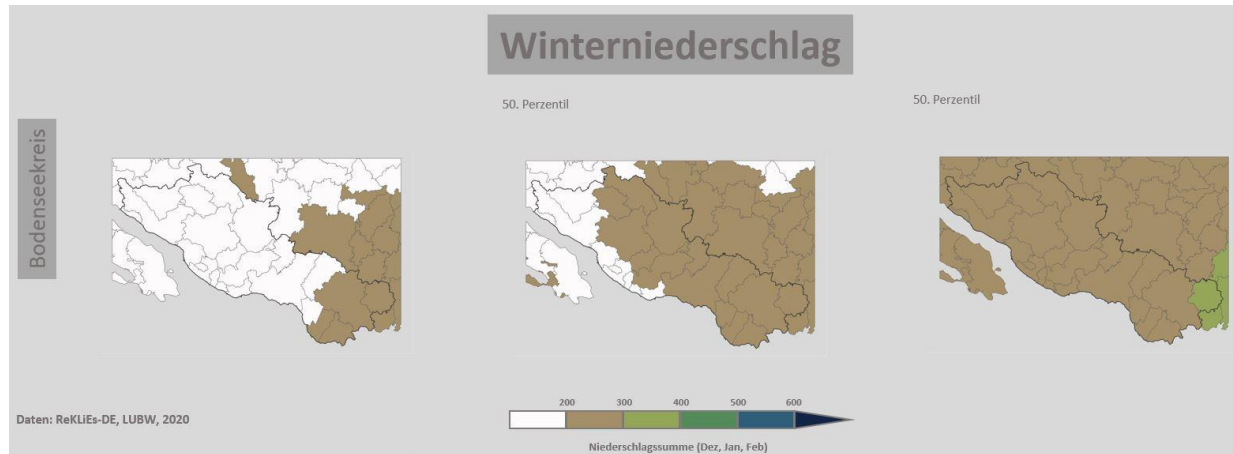 Winterniederschlag
50. Perzentil
50. Perzentil
Bodenseekreis
200 300 400 500 600
Daten: ReKLiEs-DE, LUBW, 2020
Niederschlagssumme (Dez, Jan, Feb)